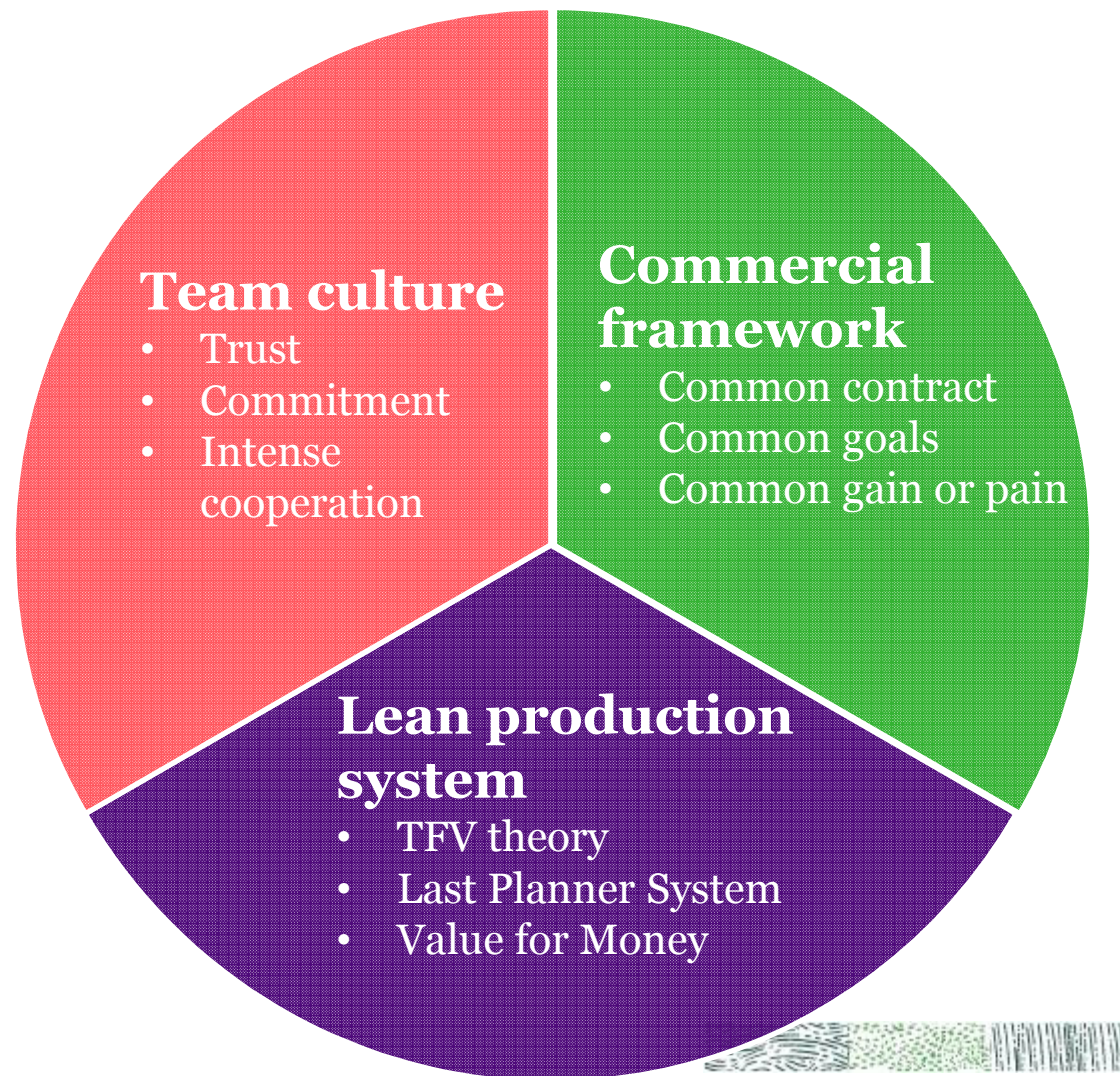 Team culture
• Trust
• Commitment
• Intense
cooperation
Commercial
framework
• Common contract
• Common goals
• Common gain or pain
Lean production
system
• TFV theory
• Last Planner System
• Value for Money